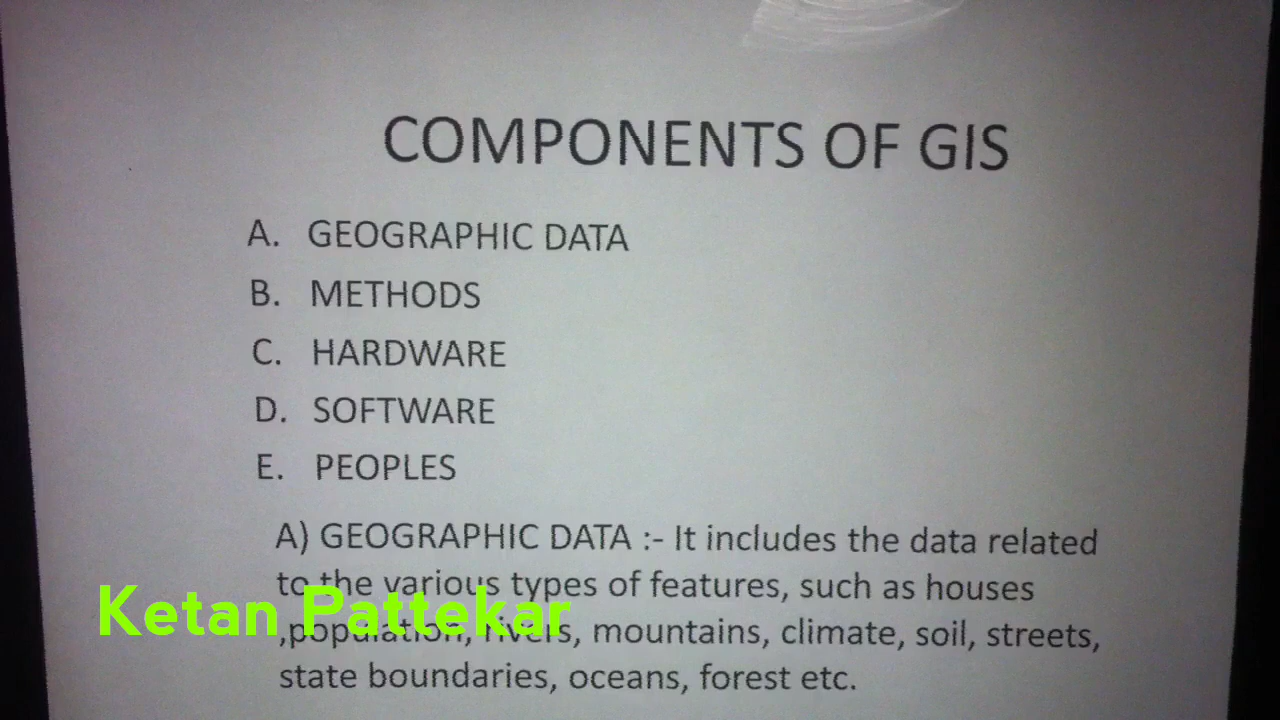 COMPONENTS OF GIS
A. GEOGRAPHIC DATA
B. METHODS
C. HARDWARE
D. SOFTWARE
E. PEOPLES
A) GEOGRAPHIC DATA :- It includes the data related
to the various types of features, such as houses
Ketan Pattekar
,population, rivers, mountains, climate, soil, streets,
state boundaries, oceans, forest etc.